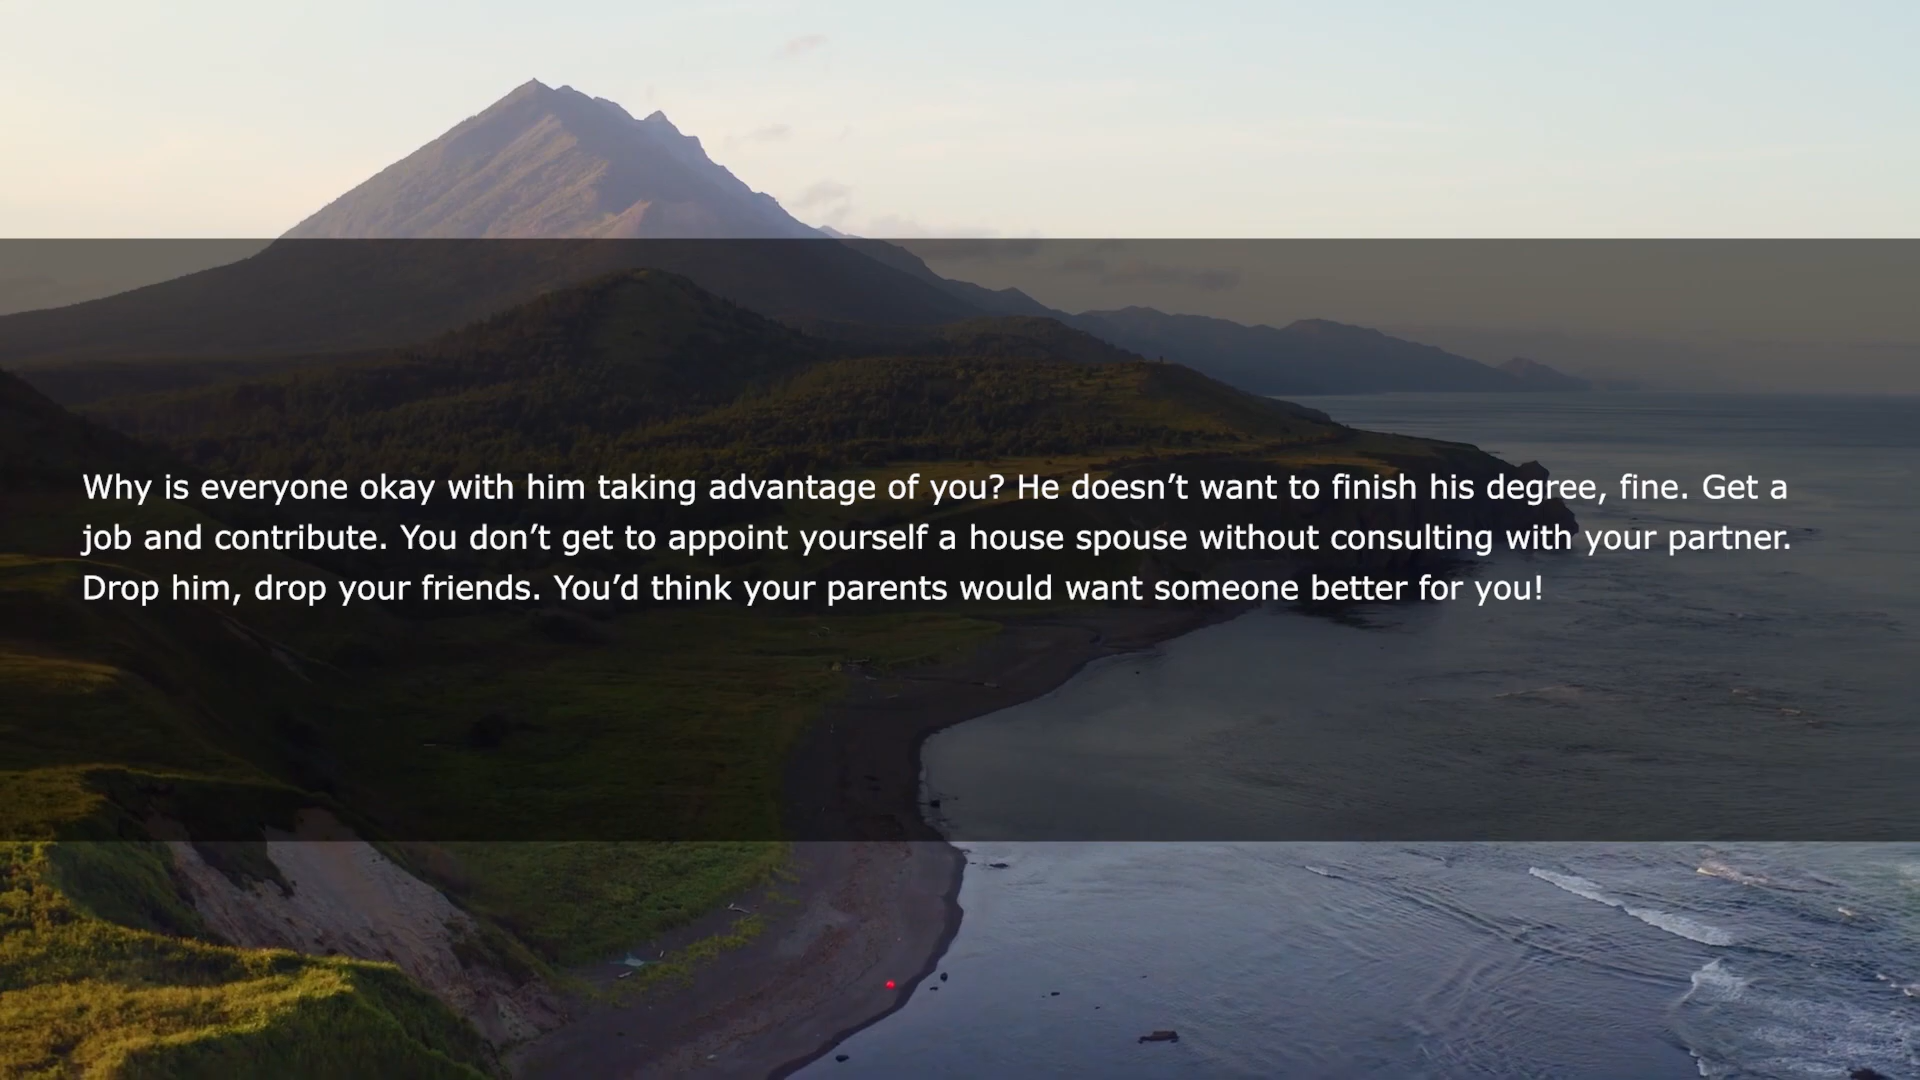 Why is everyone okay with him taking advantage of you? He doesn’t want to finish his degree, fine. Get a
job and contribute. You don’t get to appoint yourself a house spouse without consulting with your partner.
Drop him, drop your friends. You’d think your parents would want someone better for you!